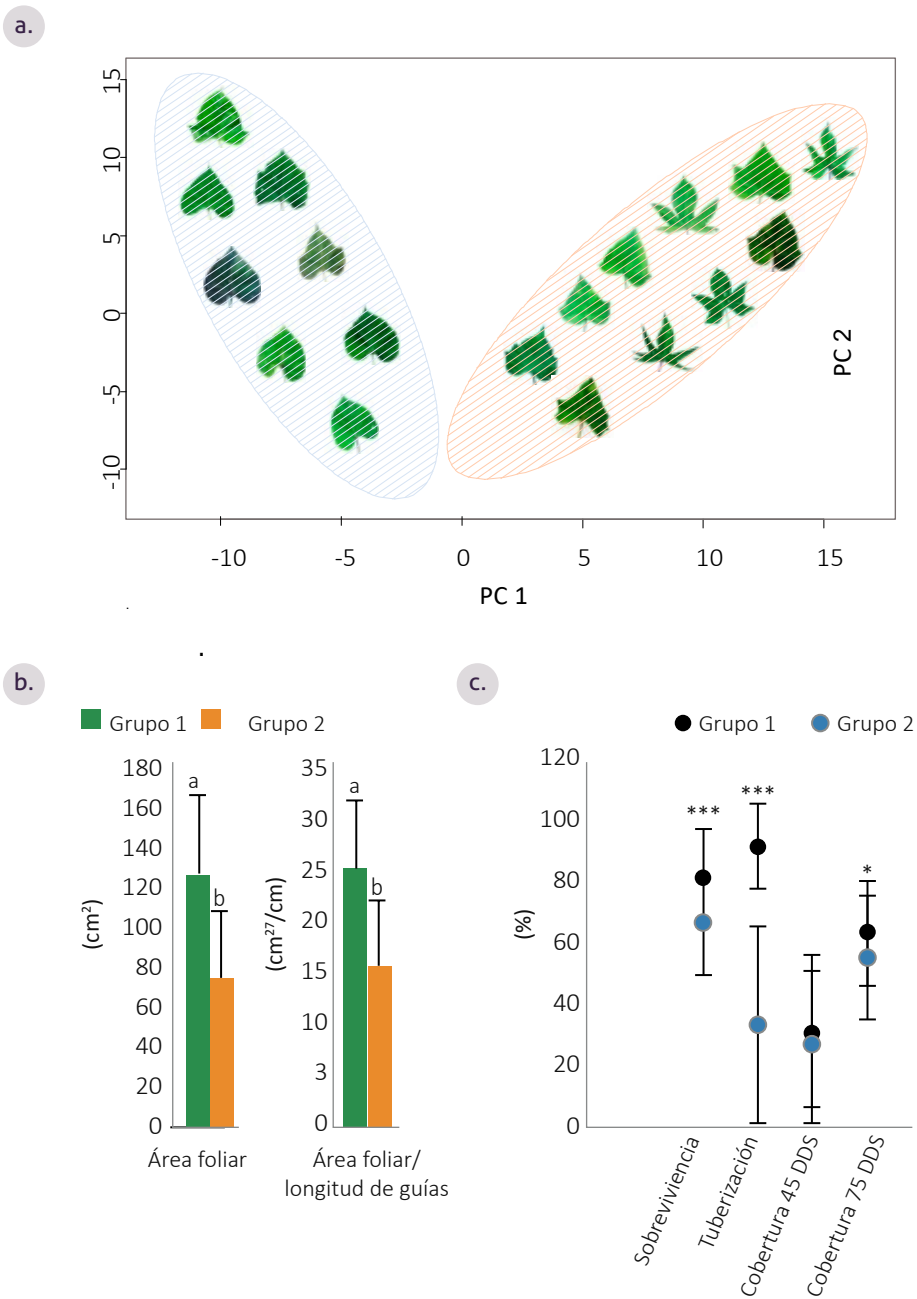 a.
15
10
5
0
-5
-10
PC 2
-10 -5 0 5 10 15
PC 1
b.
Grupo 1 Grupo 2
180
160
140
120
100
80
60
40
20
0
(cm²)
a
b
Área foliar
35
30
25
20
15
10
3
0
(cm²⁷/cm)
a
b
Área foliar/
longitud de guías
c.
Grupo 1 Grupo 2
120
100
80
60
40
20
0
(%)
***
***
*
Sobreviviencia
Tuberización
Cobertura 45 DDS
Cobertura 75 DDS